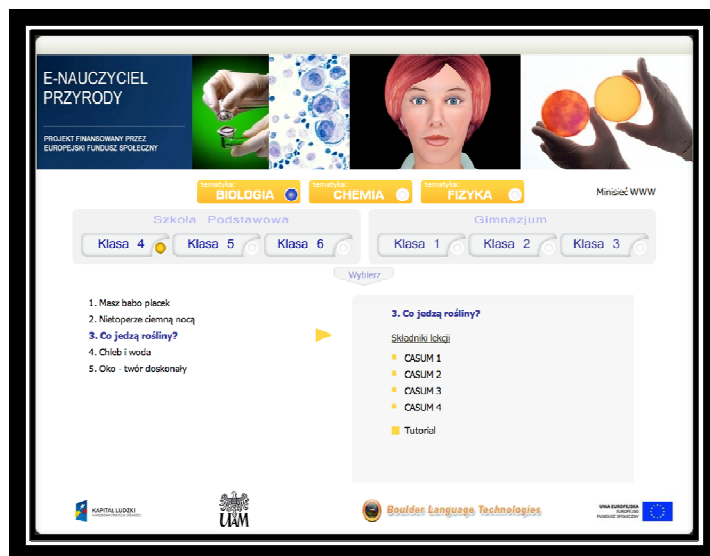 E-NAUCZYCIEL
PRZYRODY
PROJEKT FINANSOWANY PRZEZ
EUROPEJSKI FUNDUSZ SPOŁECZNY
tematyka: BIOLOGIA tematyka: CHEMIA tematyka: FIZYKA Minisieć WWW
Szkoła Podstawowa Gimnazjum
Klasa 4 Klasa 5 Klasa 6 Klasa 1 Klasa 2 Klasa 3
Wybierz
1. Masz babo placek
2. Nietoperze ciemną nocą
3. Co jedzą rośliny?
4. Chleb i woda
5. Oko - twór doskonały
3. Co jedzą rośliny?
Składniki lekcji
CASUM 1
CASUM 2
CASUM 3
CASUM 4
Tutorial
KAPITAŁ LUDZKI
UAM
Boulder Language Technologies
UNIA EUROPEJSKA
EUROPEJSKI
FUNDUSZ SPOŁECZNY